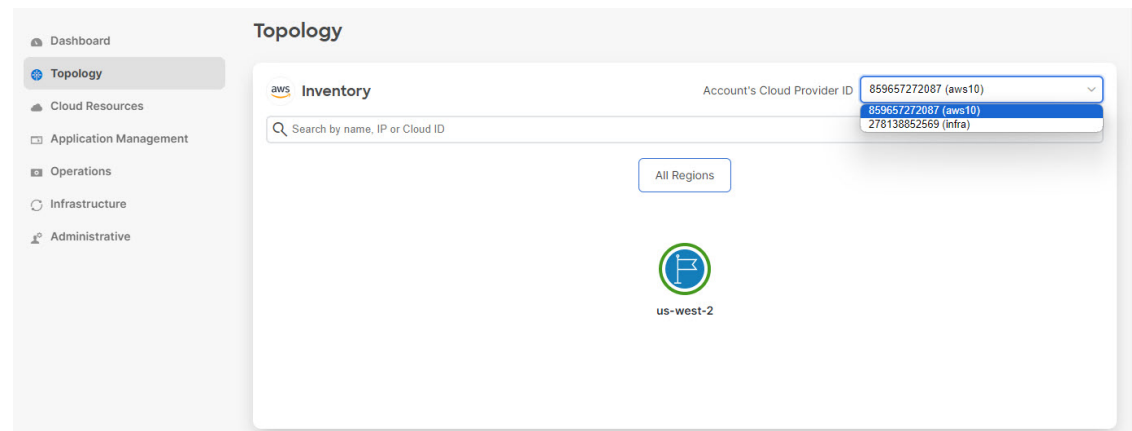 Topology
Dashboard
Topology
Cloud Resources
Application Management
Operations
Infrastructure
Administrative
aws Inventory
Account's Cloud Provider ID 859657272087 (aws10)
859657272087 (aws10)
278138852569 (infra)
Search by name, IP or Cloud ID
All Regions
us-west-2